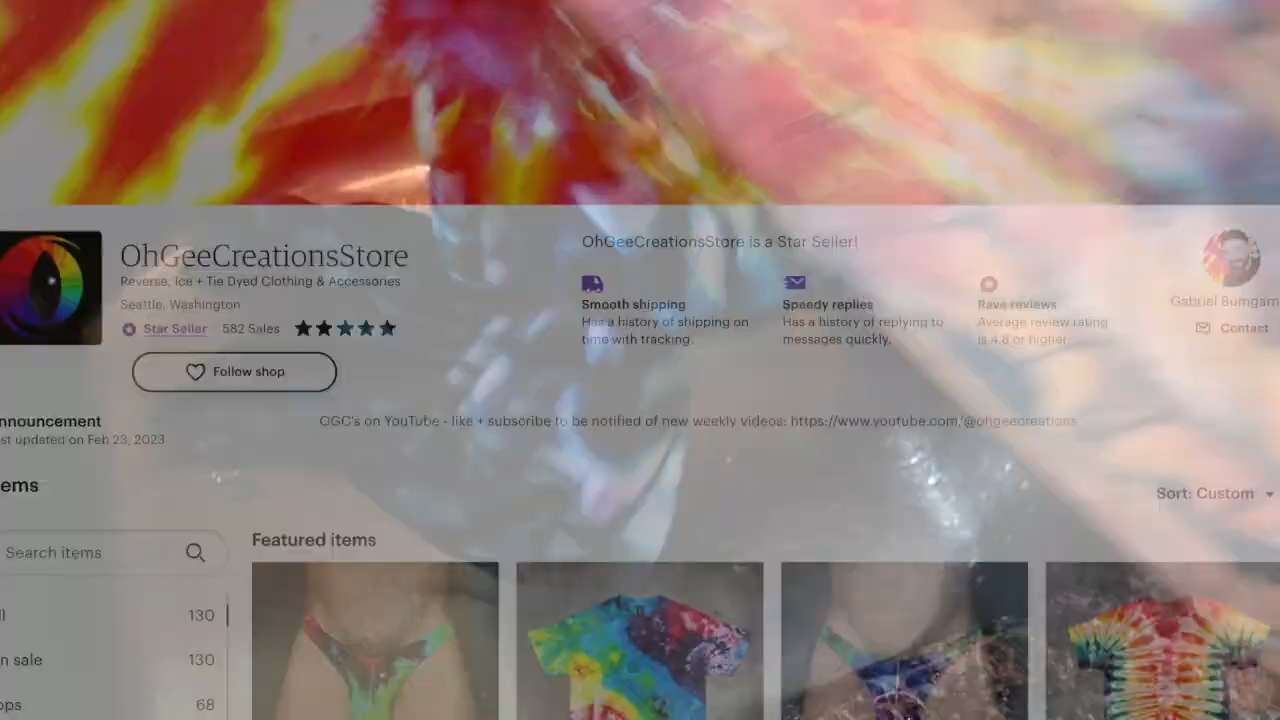 OhGeeCreationsStore
Reverse, Ice + Tie Dyed Clothing & Accessories
Seattle, Washington
Star Seller 582 Sales
Follow shop
OhGeeCreationsStore is a Star Seller!
Smooth shipping
Has a history of shipping on
time with tracking.
Speedy replies
Has a history of replying to
messages quickly.
Rave reviews
Average review rating
is 4.8 or higher
Gabriel Bumgarn
Contact
nnouncement
st updated on Feb 23, 2023
OGC's on YouTube - like + subscribe to be notified of new weekly videos: https://www.youtube.com/@ohgeecreations
ems
Sort: Custom
Search items
Featured items
ll 130
n sale 130
ops 68